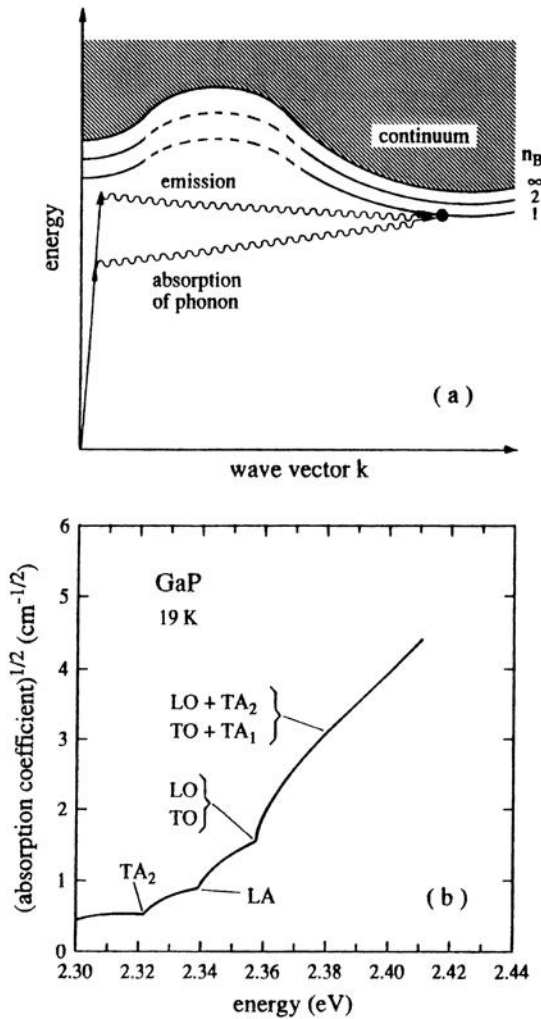 continuum
n_B
∞
2
1
emission
absorption
of phonon
energy
( a )
wave vector k
(absorption coefficient)^1/2 (cm^-1/2)
6
5
4
3
2
1
0
GaP
19 K
LO + TA₂
TO + TA₁
LO
TO
TA₂
LA
( b )
2.30 2.32 2.34 2.36 2.38 2.40 2.42 2.44
energy (eV)